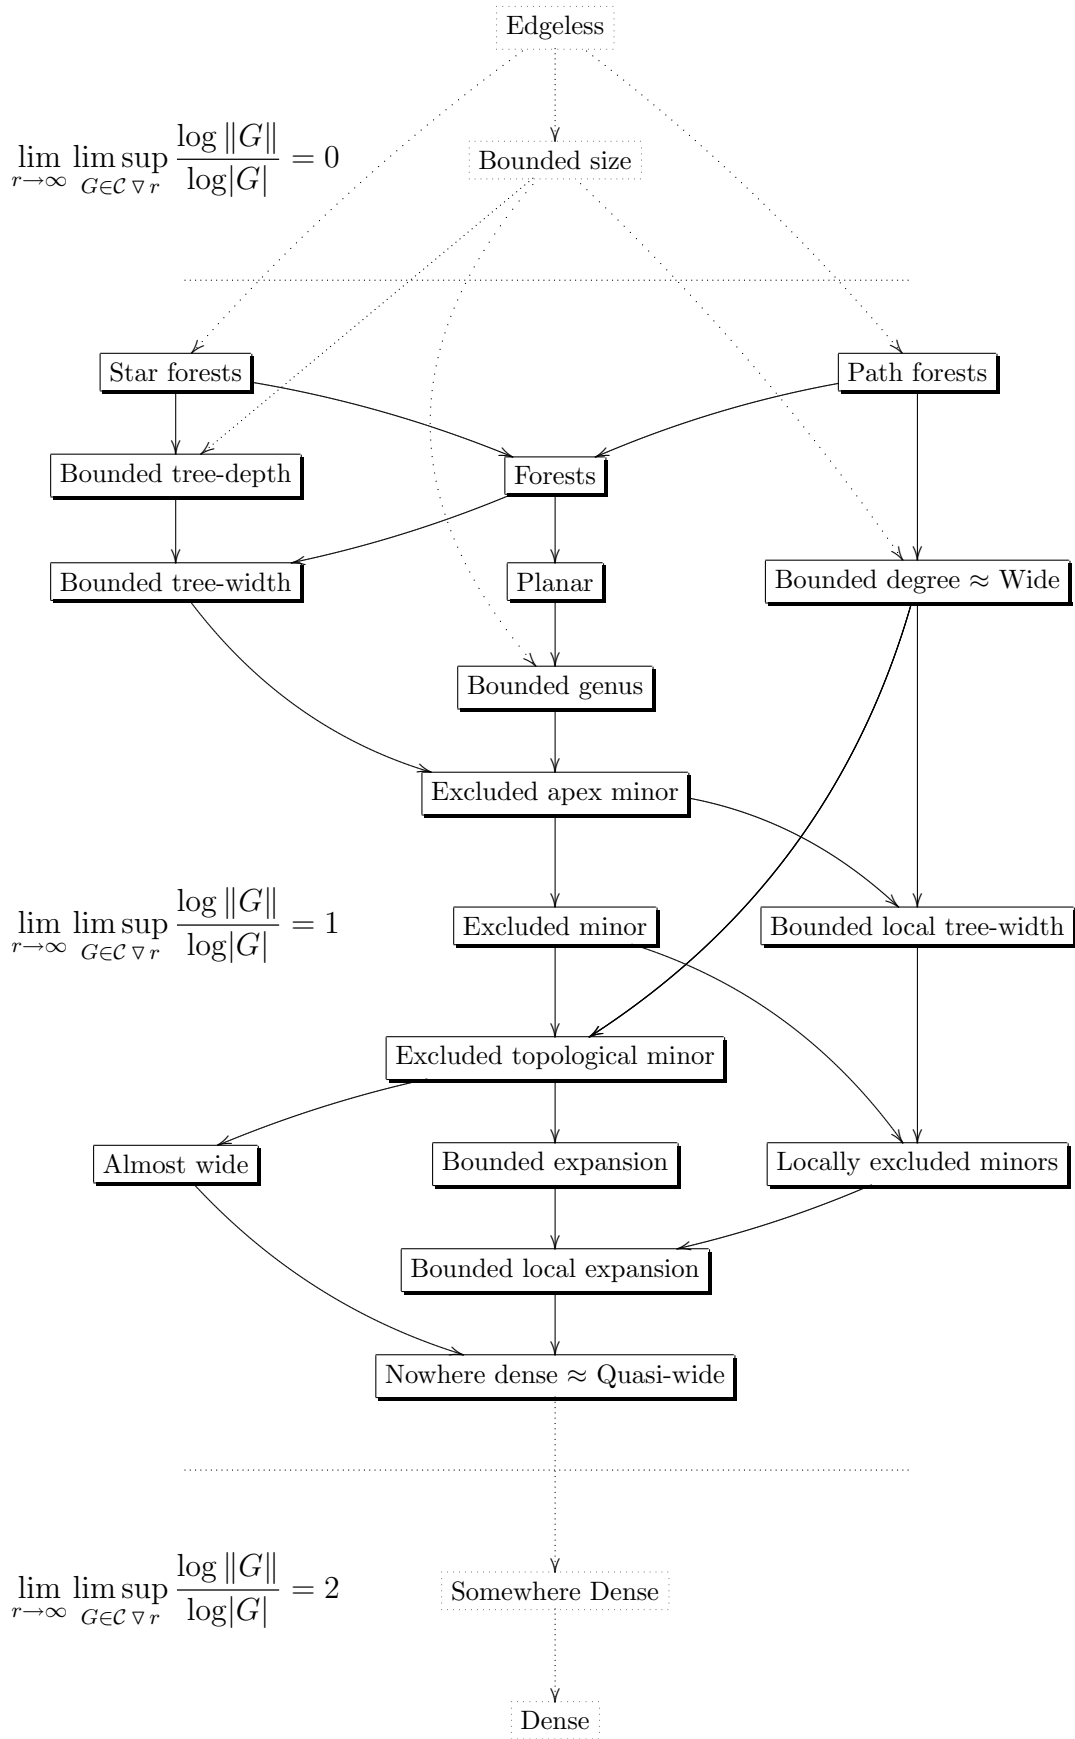 Edgeless
lim_{r→∞} lim sup_{G∈𝒞 ▽ r} log ‖G‖ / log|G| = 0
Bounded size
Star forests
Path forests
Bounded tree-depth
Forests
Bounded tree-width
Planar
Bounded degree ≈ Wide
Bounded genus
Excluded apex minor
lim_{r→∞} lim sup_{G∈𝒞 ▽ r} log ‖G‖ / log|G| = 1
Excluded minor
Bounded local tree-width
Excluded topological minor
Almost wide
Bounded expansion
Locally excluded minors
Bounded local expansion
Nowhere dense ≈ Quasi-wide
lim_{r→∞} lim sup_{G∈𝒞 ▽ r} log ‖G‖ / log|G| = 2
Somewhere Dense
Dense